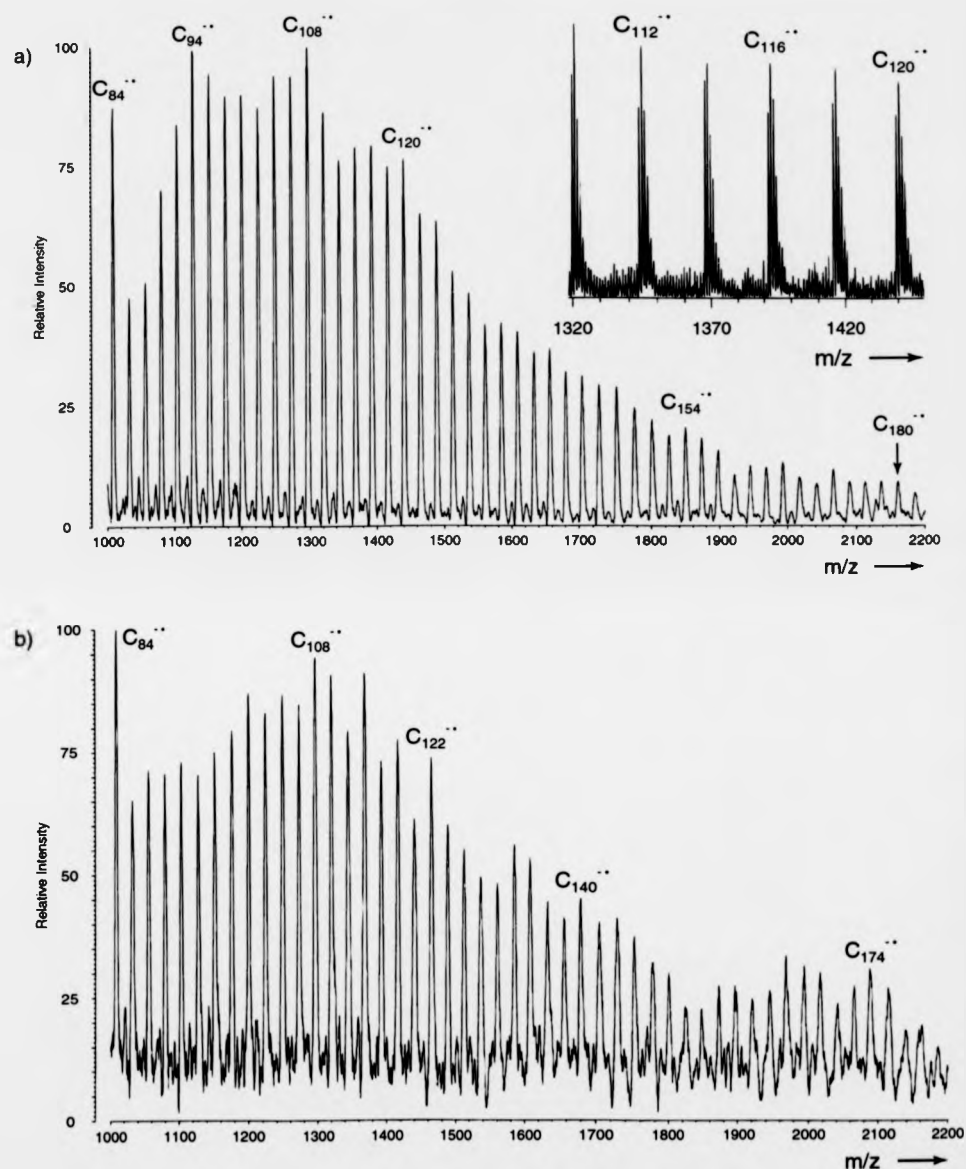 a)
C84-•
C94-•
C108-•
C120-•
C154-•
C180-•
100
75
50
25
0
Relative Intensity
1000 1100 1200 1300 1400 1500 1600 1700 1800 1900 2000 2100 2200
m/z
C112-•
C116-•
C120-•
1320 1370 1420
m/z
b)
C84-•
C108-•
C122-•
C140-•
C174-•
100
75
50
25
0
Relative Intensity
1000 1100 1200 1300 1400 1500 1600 1700 1800 1900 2000 2100 2200
m/z